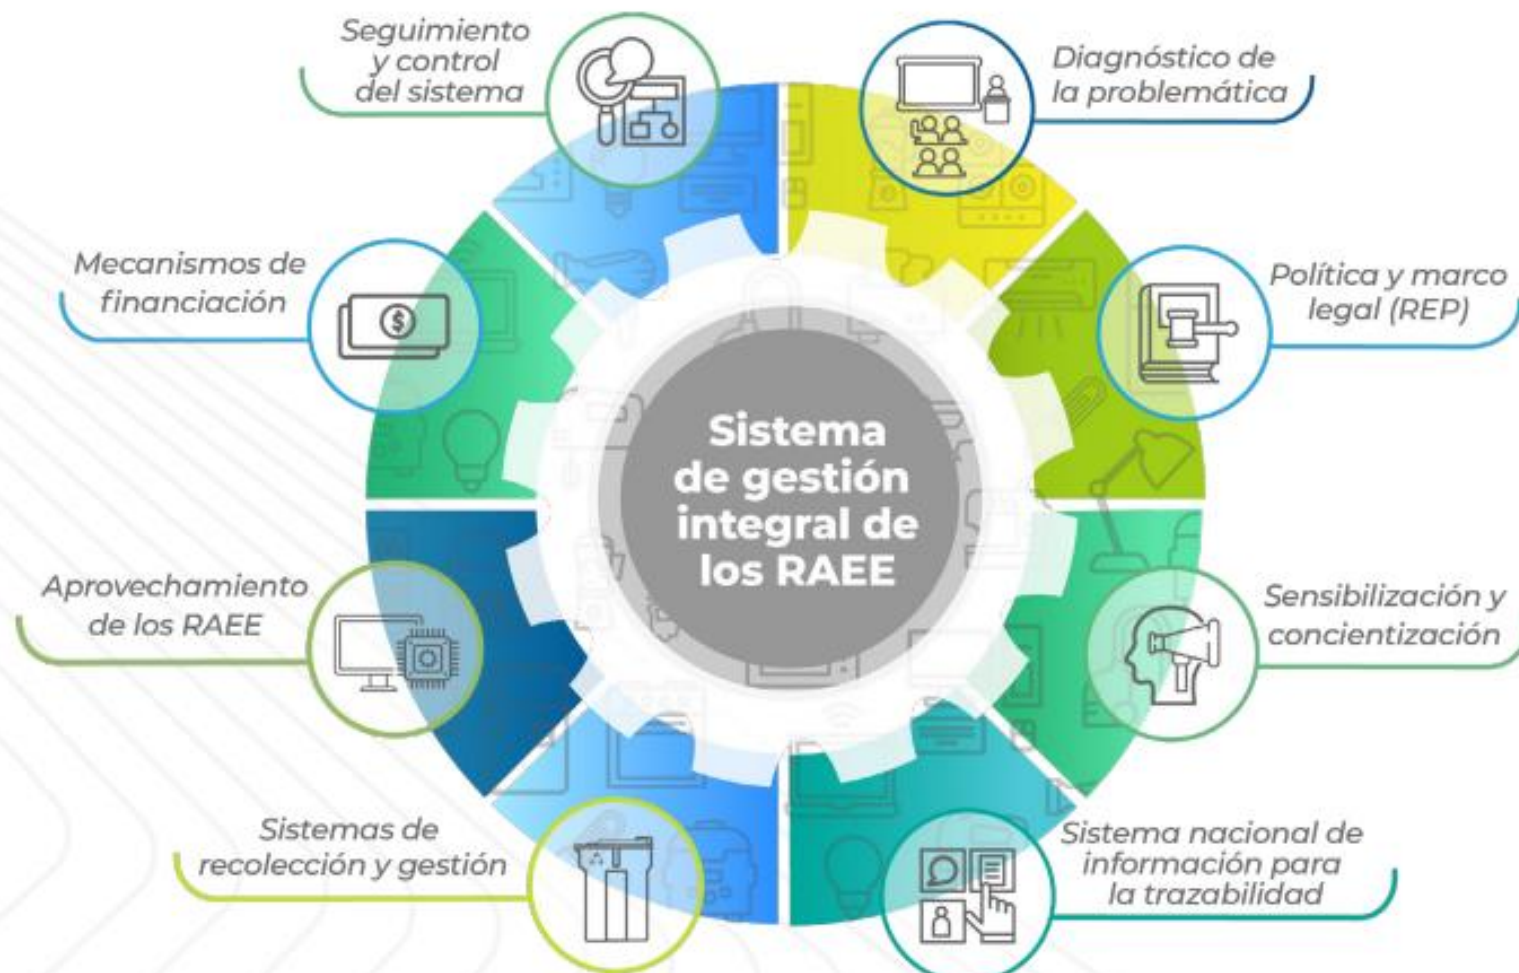 Seguimiento
y control
del sistema
Diagnóstico de
la problemática
Mecanismos de
financiación
Política y marco
legal (REP)
Sistema
de gestión
integral de
los RAEE
Aprovechamiento
de los RAEE
Sensibilización y
concientización
Sistemas de
recolección y gestión
Sistema nacional de
información para
la trazabilidad
$